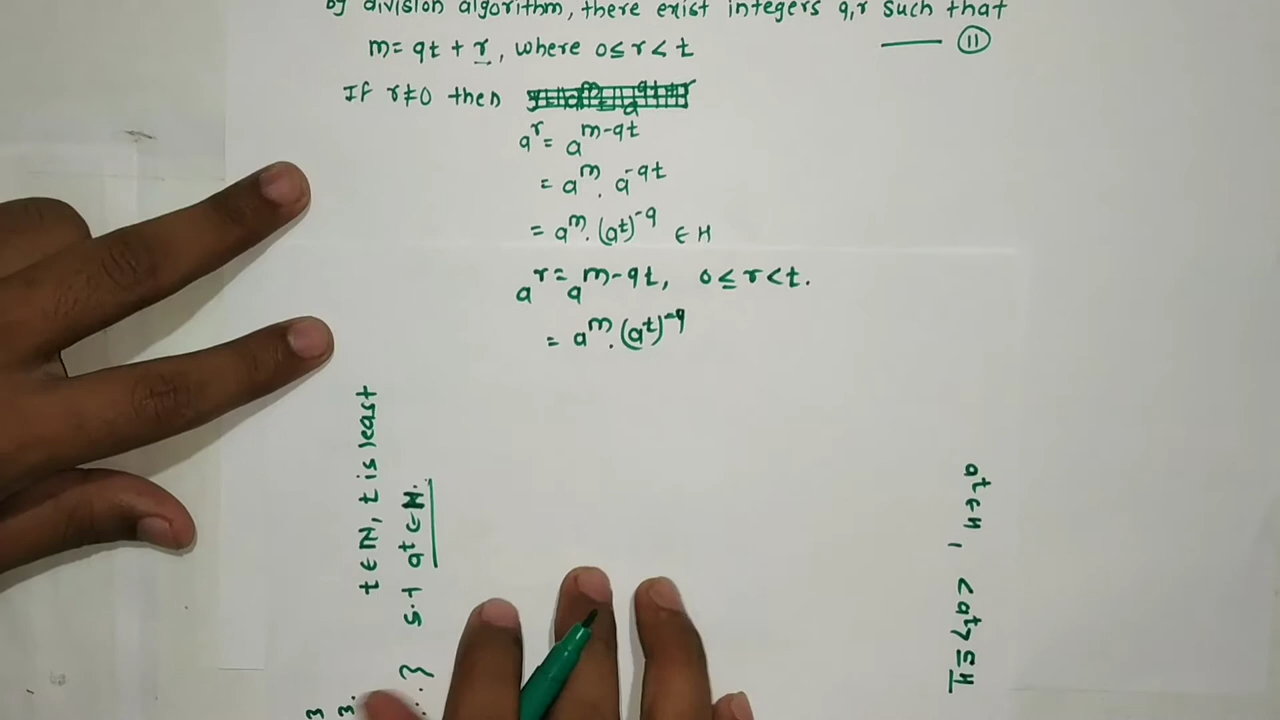 By division algorithm, there exist integers q,r such that
m= qt + r, where 0≤ r < t —— ⑪
If r≠0 then
a^r = a^{m-qt}
= a^m . a^{-qt}
= a^m . (a^t)^{-q} ∈ H
a^r = a^{m-qt}, 0 ≤ r < t.
= a^m . (a^t)^{-q}
t ∈ N, t is least
s.t a^t ∈ H.
a^t ∈ H, <a^t> ⊆ H